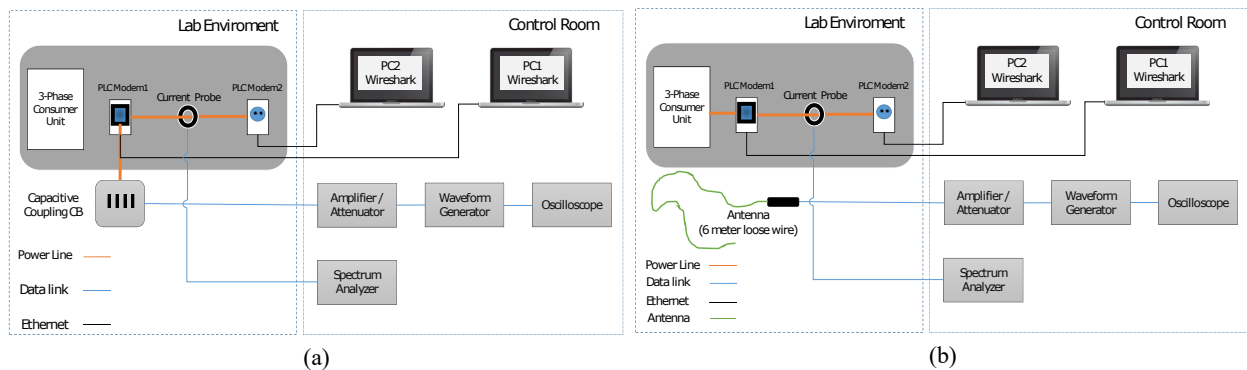 Lab Enviroment
Control Room
3-Phase
Consumer
Unit
PLC Modem1
Current Probe
PLC Modem2
PC2
Wireshark
PC1
Wireshark
Capacitive
Coupling CB
Amplifier /
Attenuator
Waveform
Generator
Oscilloscope
Power Line
Data link
Ethernet
Spectrum
Analyzer
(a)
Lab Enviroment
Control Room
3-Phase
Consumer
Unit
PLC Modem1
Current Probe
PLC Modem2
PC2
Wireshark
PC1
Wireshark
Antenna
(6 meter loose wire)
Amplifier /
Attenuator
Waveform
Generator
Oscilloscope
Power Line
Data link
Ethernet
Antenna
Spectrum
Analyzer
(b)